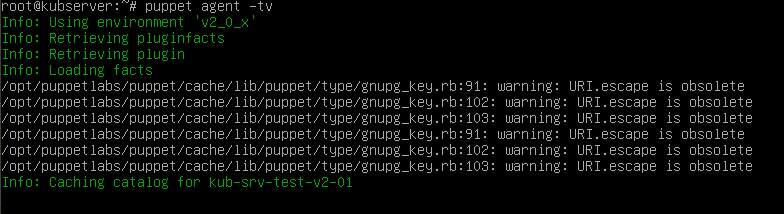 root@kubserver:~# puppet agent -tv
Info: Using environment 'v2_0_x'
Info: Retrieving pluginfacts
Info: Retrieving plugin
Info: Loading facts
/opt/puppetlabs/puppet/cache/lib/puppet/type/gnupg_key.rb:91: warning: URI.escape is obsolete
/opt/puppetlabs/puppet/cache/lib/puppet/type/gnupg_key.rb:102: warning: URI.escape is obsolete
/opt/puppetlabs/puppet/cache/lib/puppet/type/gnupg_key.rb:103: warning: URI.escape is obsolete
/opt/puppetlabs/puppet/cache/lib/puppet/type/gnupg_key.rb:91: warning: URI.escape is obsolete
/opt/puppetlabs/puppet/cache/lib/puppet/type/gnupg_key.rb:102: warning: URI.escape is obsolete
/opt/puppetlabs/puppet/cache/lib/puppet/type/gnupg_key.rb:103: warning: URI.escape is obsolete
Info: Caching catalog for kub-srv-test-v2-01